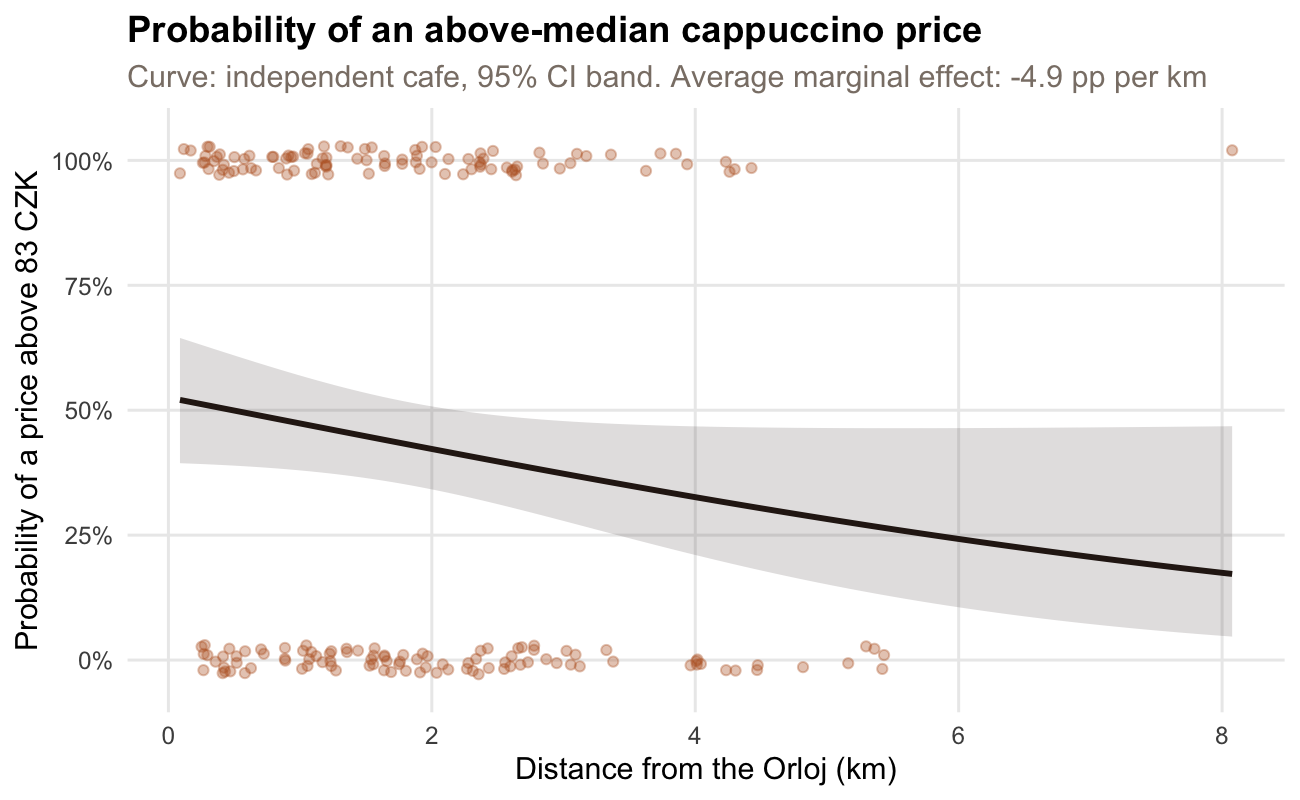 Probability of an above-median cappuccino price
Curve: independent cafe, 95% CI band. Average marginal effect: -4.9 pp per km
Probability of a price above 83 CZK
100%
75%
50%
25%
0%
0 2 4 6 8
Distance from the Orloj (km)